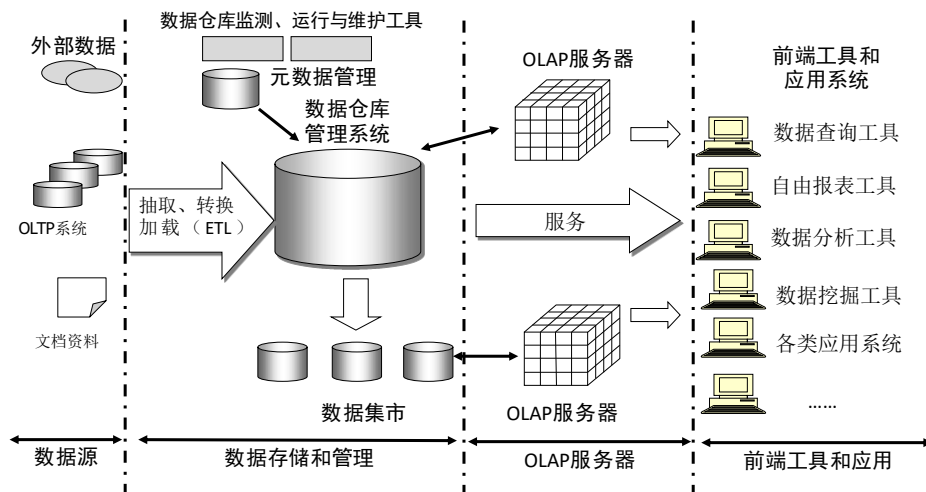 数据仓库监测、运行与维护工具
外部数据
元数据管理
数据仓库
管理系统
OLTP系统
抽取、转换
加载（ETL）
文档资料
数据集市
OLAP服务器
服务
OLAP服务器
前端工具和
应用系统
数据查询工具
自由报表工具
数据分析工具
数据挖掘工具
各类应用系统
……
数据源
数据存储和管理
OLAP服务器
前端工具和应用